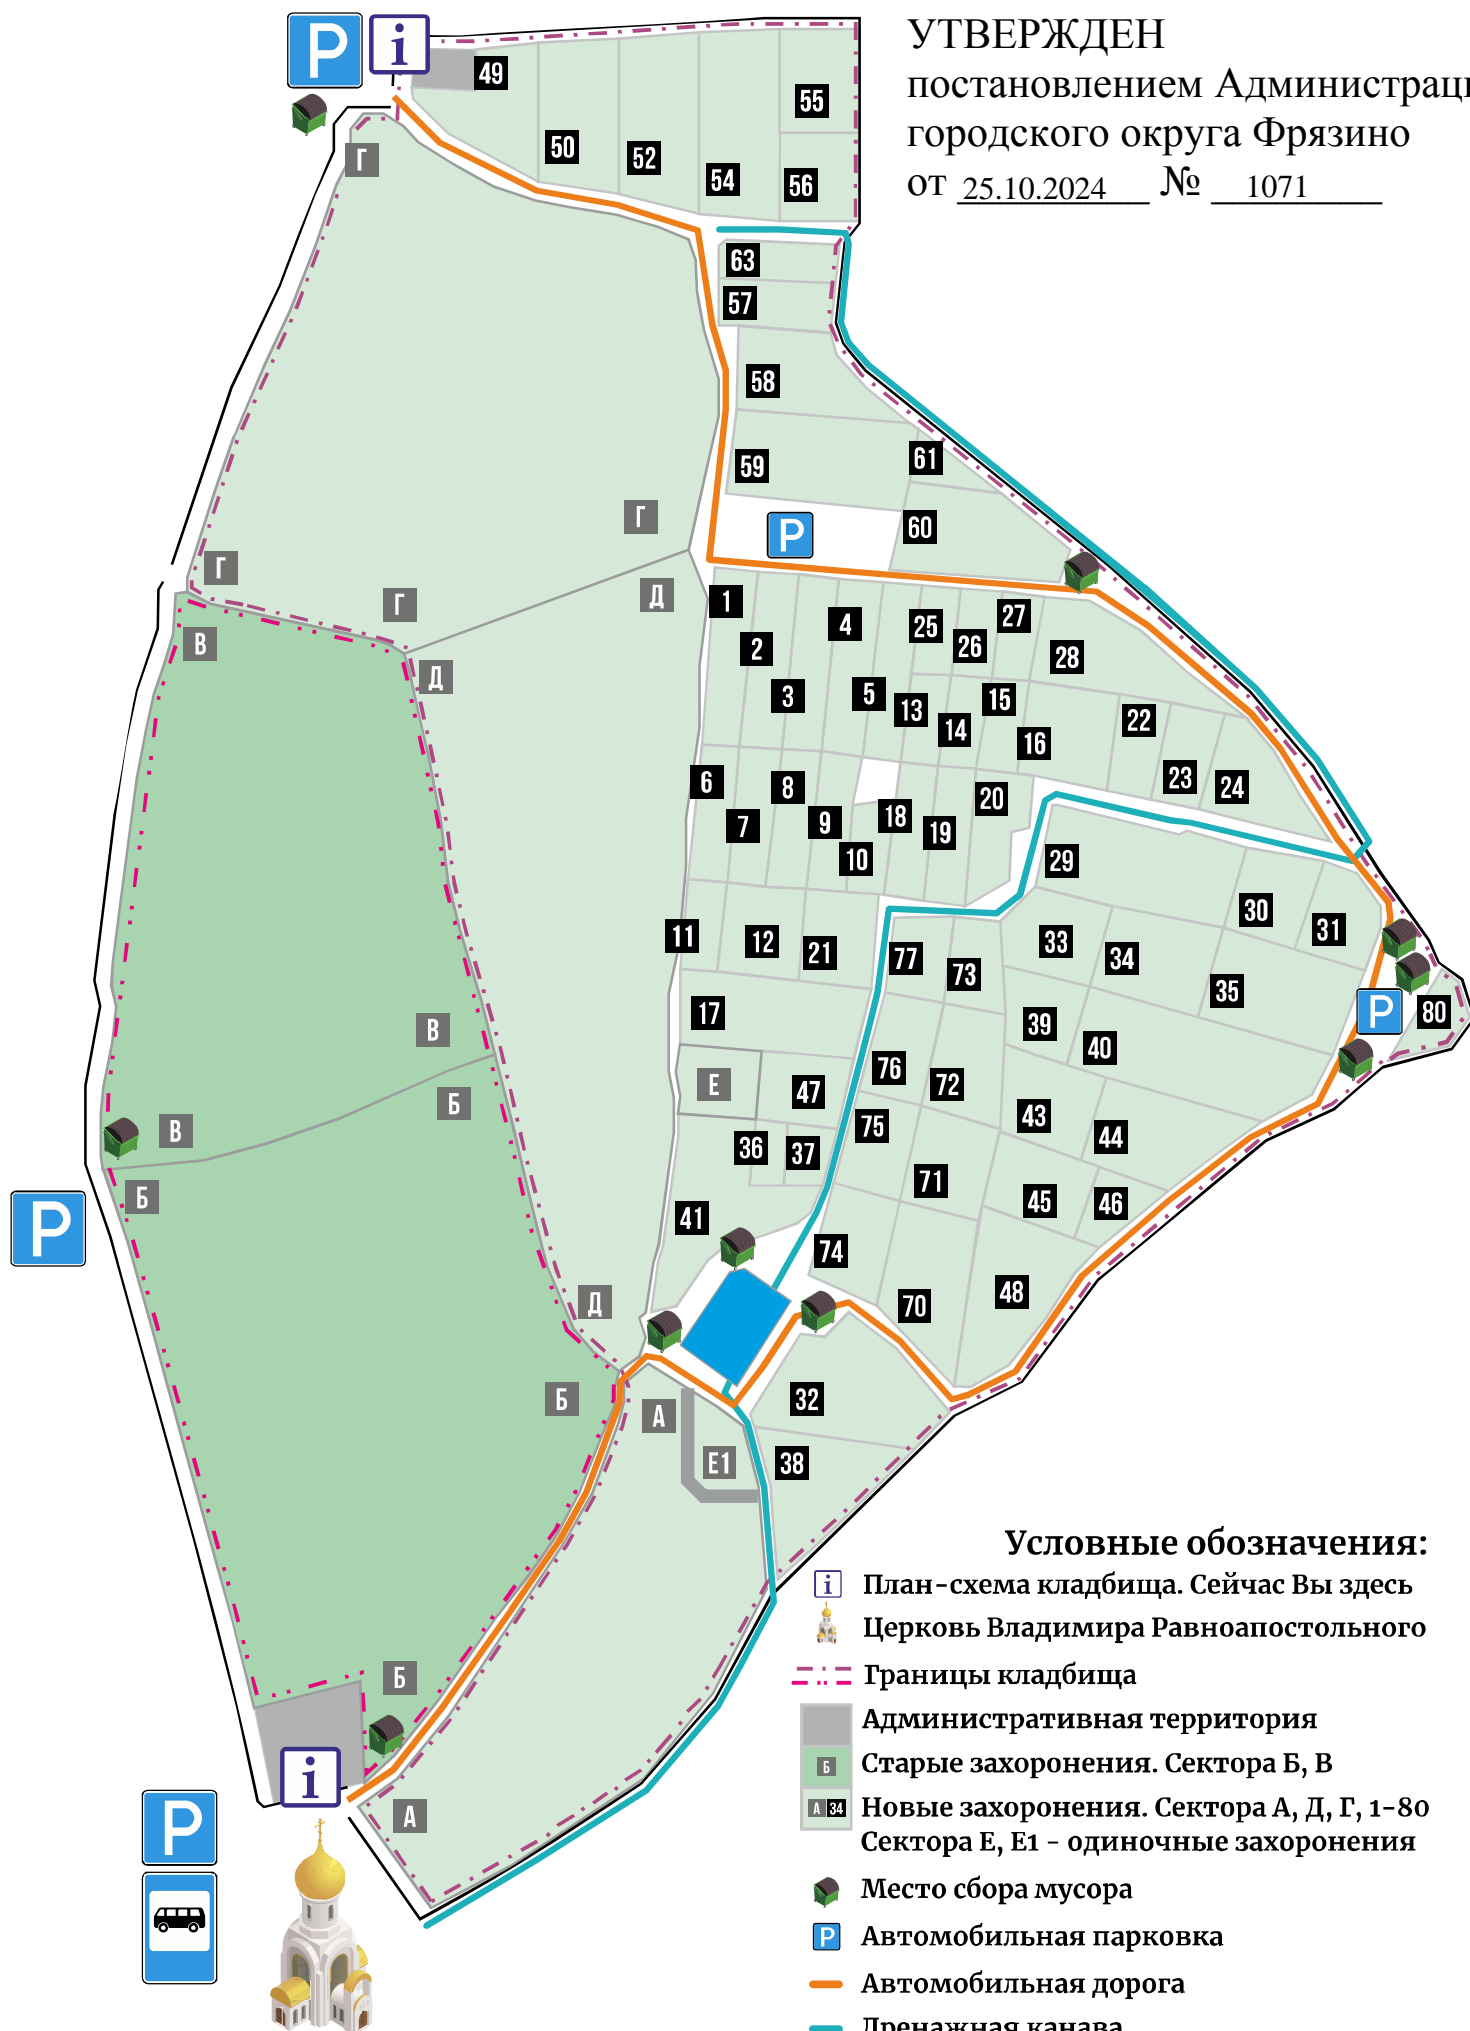 УТВЕРЖДЕН
постановлением Администрац
городского округа Фрязино
от 25.10.2024 № 1071
P i
49
55
50 52 54 56
Г
63
57
58
59 61
Г P 60
Г Г Д 1 4 25 26 27 28
В Д 2 3 5 13 14 15 16 22 23 24
6 7 8 9 10 18 19 20
29 30 31
11 12 21 77 73 33 34 35
В 17 39 40 P 80
Б Е 47 76 72 43 44
В 36 37 75 71 45 46
Б 41 74
P Д 70 48
Б А 32
Е1 38
Б
i
А
P
Условные обозначения:
i План-схема кладбища. Сейчас Вы здесь
Церковь Владимира Равноапостольного
Границы кладбища
Административная территория
Б Старые захоронения. Сектора Б, В
А 34 Новые захоронения. Сектора А, Д, Г, 1-80
Сектора Е, Е1 - одиночные захоронения
Место сбора мусора
P Автомобильная парковка
Автомобильная дорога
Дренажная канава